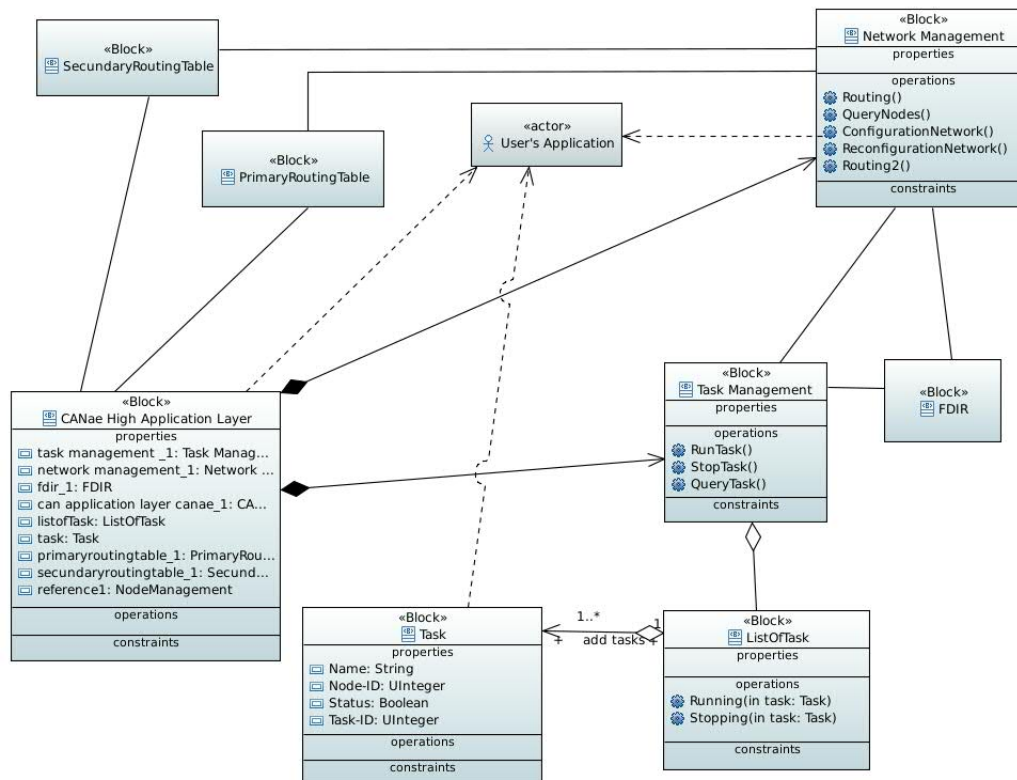 «Block»
SecundaryRoutingTable
«Block»
Network Management
properties
operations
Routing()
QueryNodes()
ConfigurationNetwork()
ReconfigurationNetwork()
Routing2()
constraints
«actor»
User's Application
«Block»
PrimaryRoutingTable
«Block»
CANae High Application Layer
properties
task management _1: Task Manag...
network management_1: Network ...
fdir_1: FDIR
can application layer canae_1: CA...
listofTask: ListOfTask
task: Task
primaryroutingtable_1: PrimaryRou...
secundaryroutingtable_1: Secund...
reference1: NodeManagement
operations
constraints
«Block»
Task Management
properties
operations
RunTask()
StopTask()
QueryTask()
constraints
«Block»
FDIR
«Block»
Task
properties
Name: String
Node-ID: UInteger
Status: Boolean
Task-ID: UInteger
operations
constraints
1..*
1
+ add tasks +
«Block»
ListOfTask
properties
operations
Running(in task: Task)
Stopping(in task: Task)
constraints